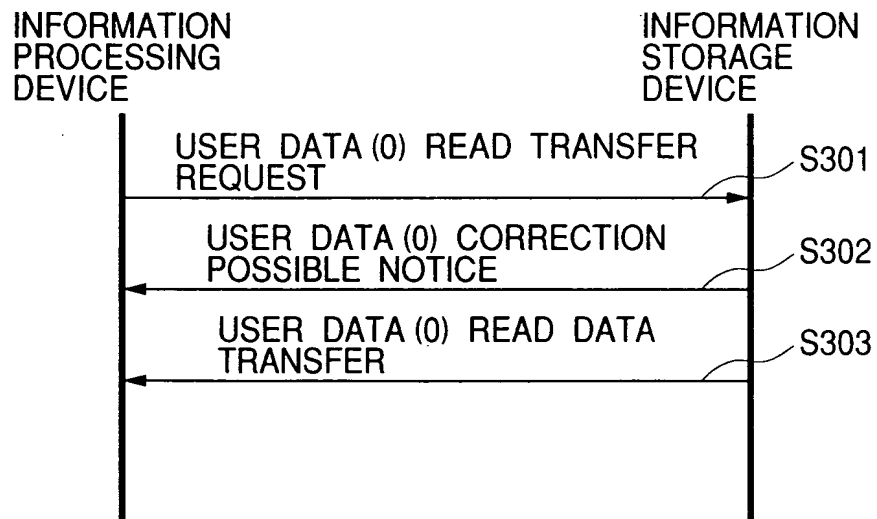 INFORMATION
PROCESSING
DEVICE
INFORMATION
STORAGE
DEVICE
USER DATA (0) READ TRANSFER
REQUEST
S301
USER DATA (0) CORRECTION
POSSIBLE NOTICE
S302
USER DATA (0) READ DATA
TRANSFER
S303